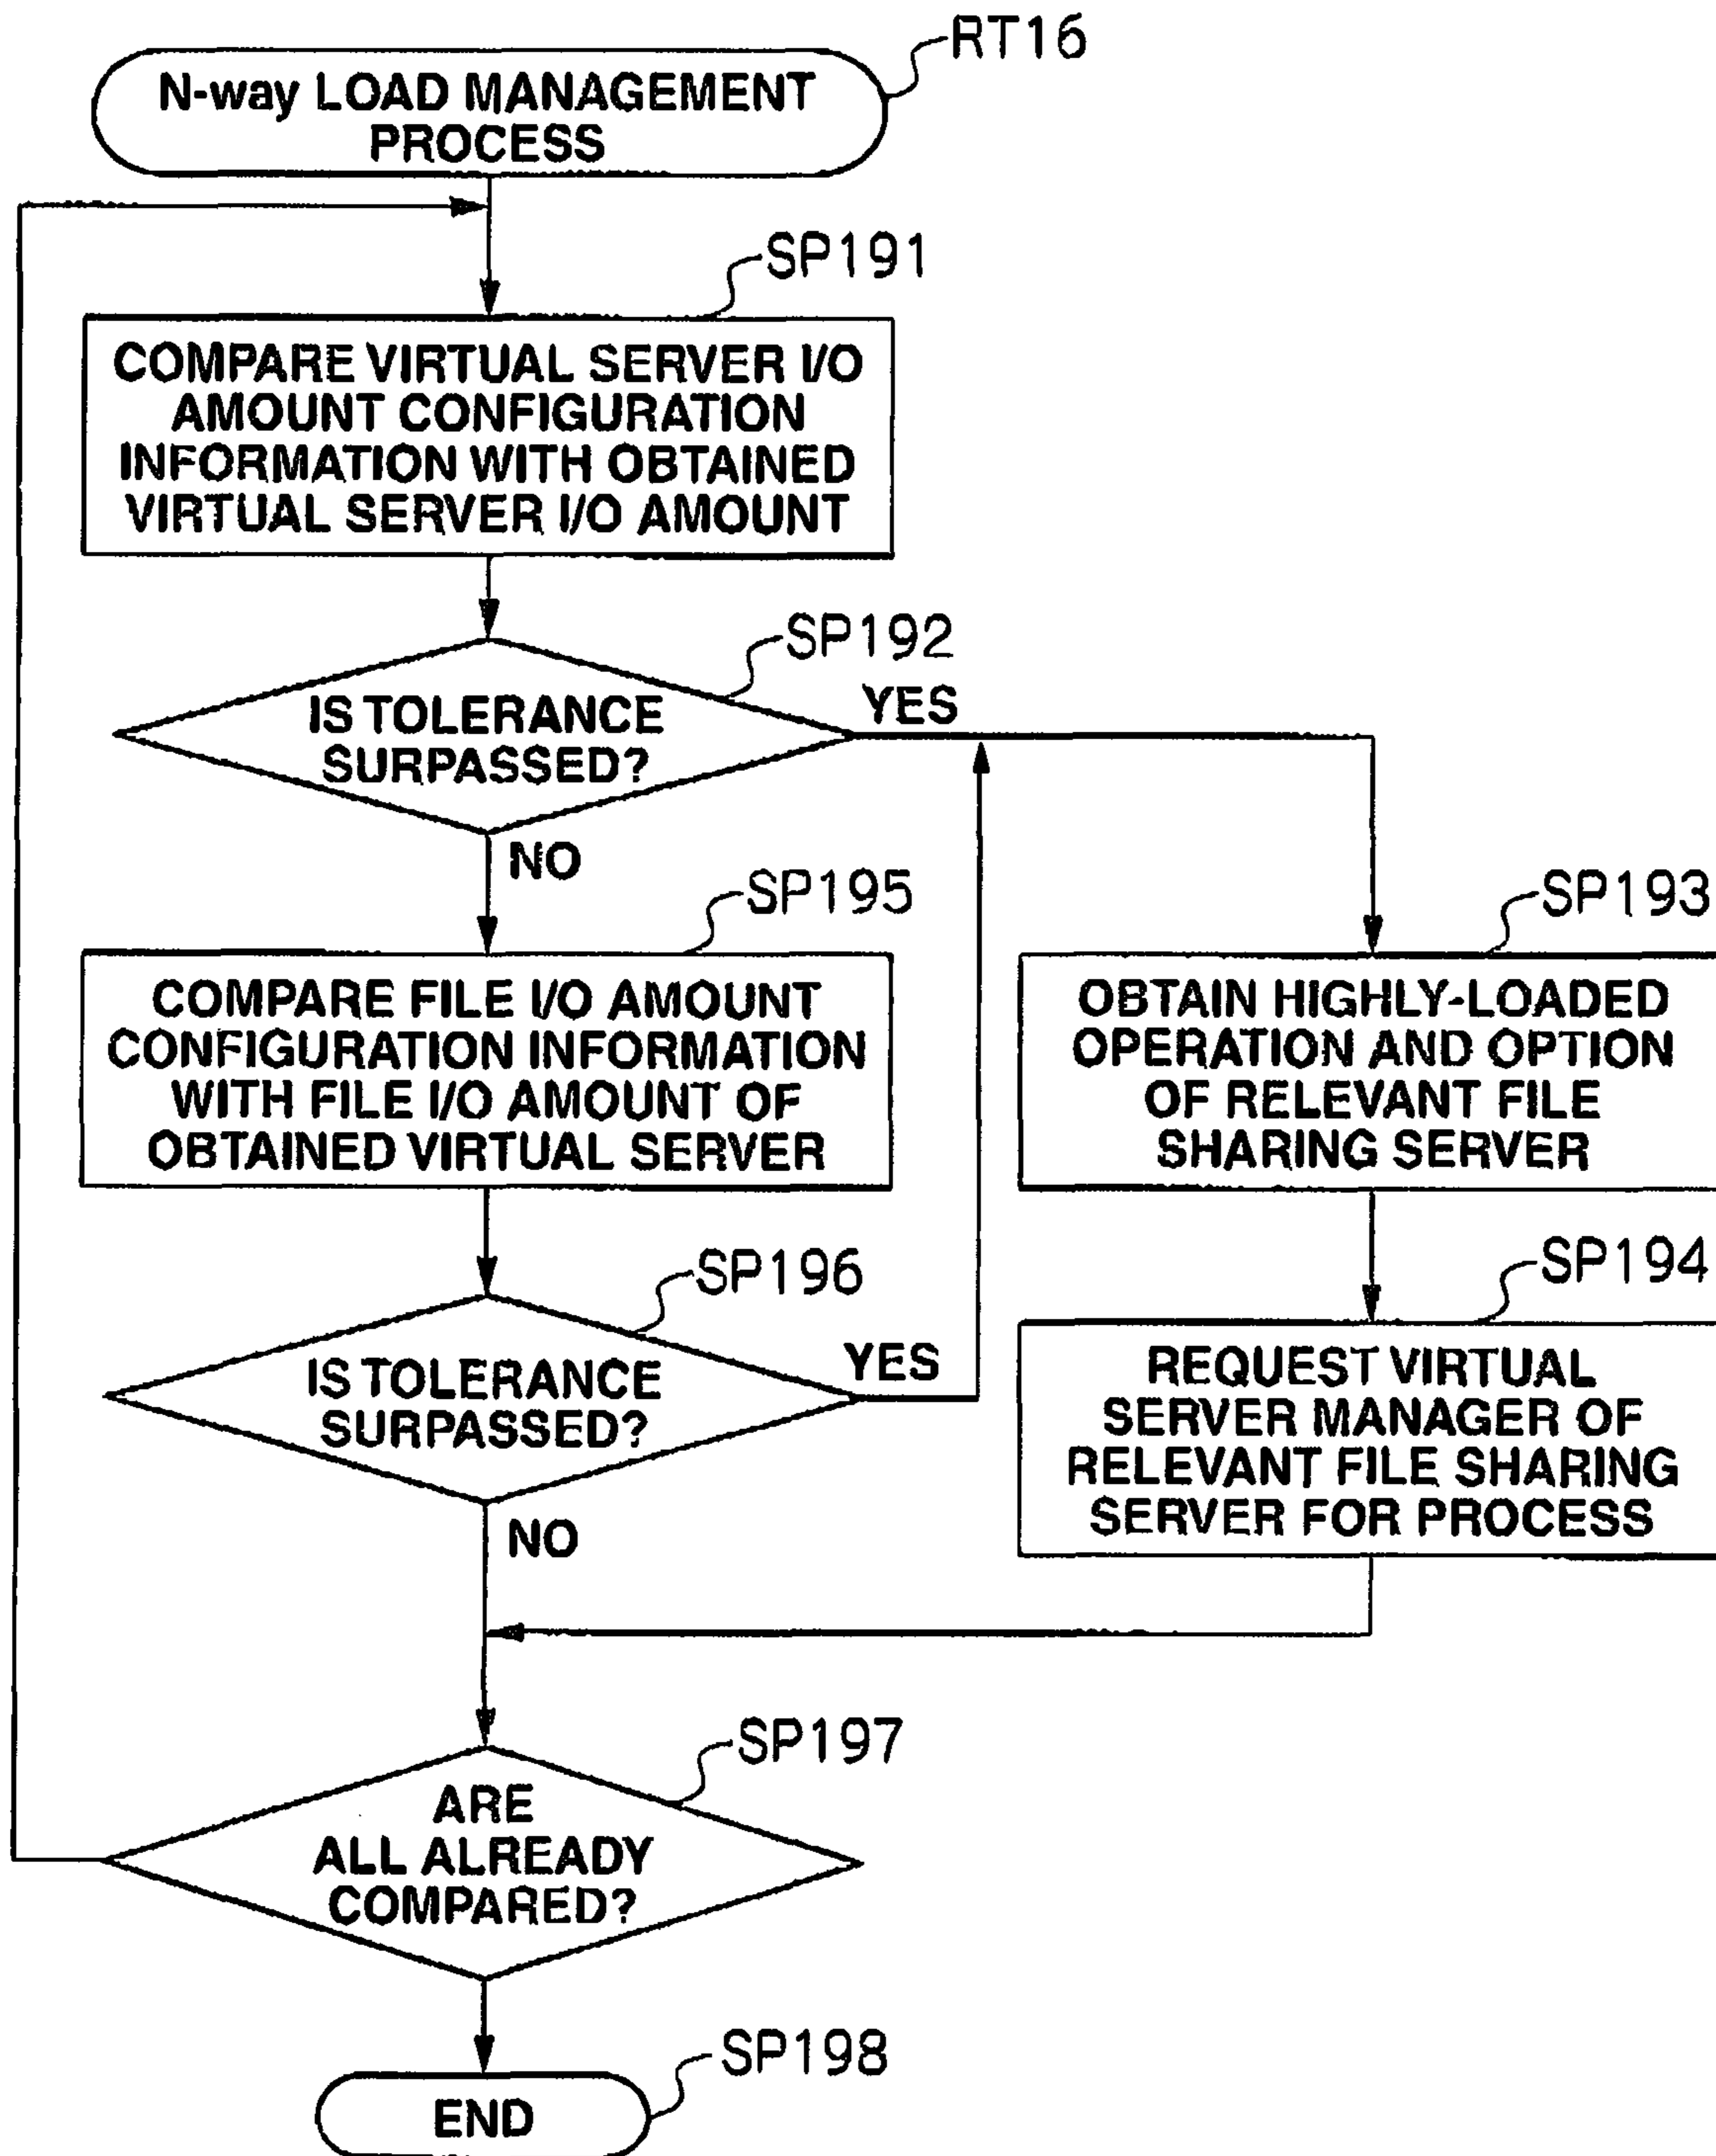 RT16
N-way LOAD MANAGEMENT
PROCESS
SP191
COMPARE VIRTUAL SERVER I/O
AMOUNT CONFIGURATION
INFORMATION WITH OBTAINED
VIRTUAL SERVER I/O AMOUNT
SP192
IS TOLERANCE
SURPASSED?
YES
NO
SP195
COMPARE FILE I/O AMOUNT
CONFIGURATION INFORMATION
WITH FILE I/O AMOUNT OF
OBTAINED VIRTUAL SERVER
SP193
OBTAIN HIGHLY-LOADED
OPERATION AND OPTION
OF RELEVANT FILE
SHARING SERVER
SP196
IS TOLERANCE
SURPASSED?
YES
NO
SP194
REQUEST VIRTUAL
SERVER MANAGER OF
RELEVANT FILE SHARING
SERVER FOR PROCESS
SP197
ARE
ALL ALREADY
COMPARED?
SP198
END